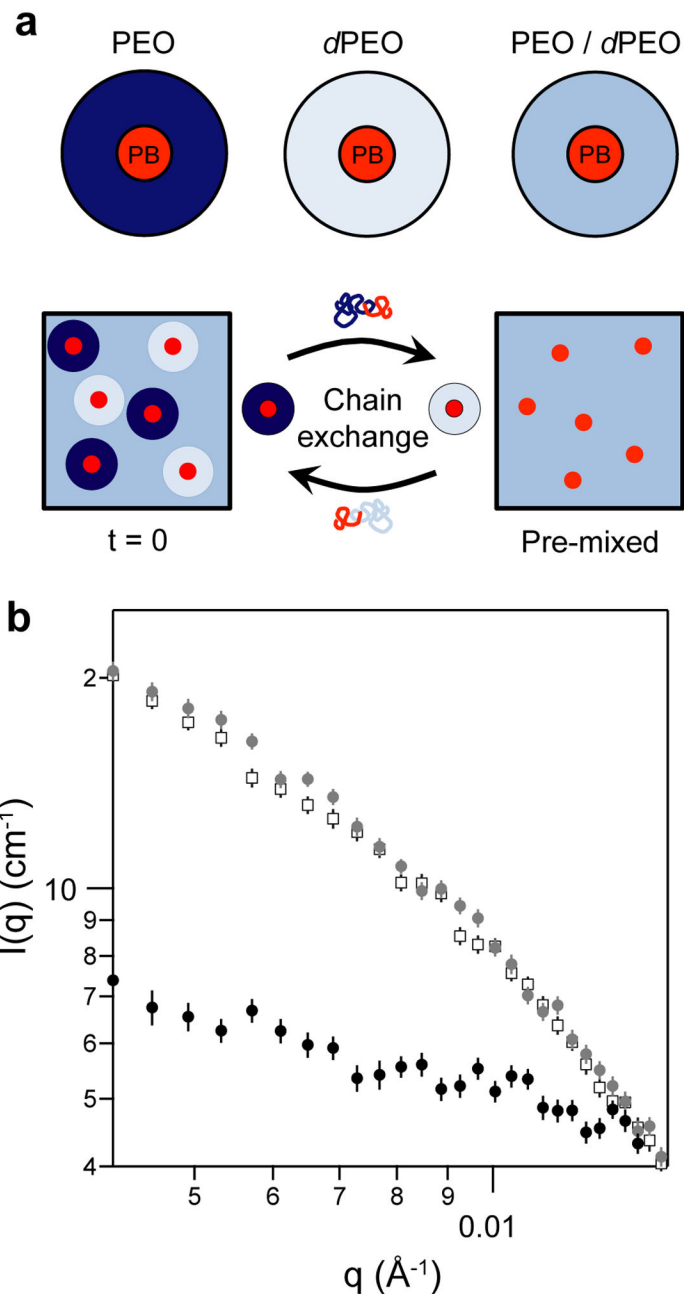 a
PEO
dPEO
PEO / dPEO
PB
PB
PB
Chain
exchange
t = 0
Pre-mixed
b
2
10
9
8
7
6
5
4
I(q) (cm⁻¹)
5
6
7
8
9
0.01
q (Å⁻¹)